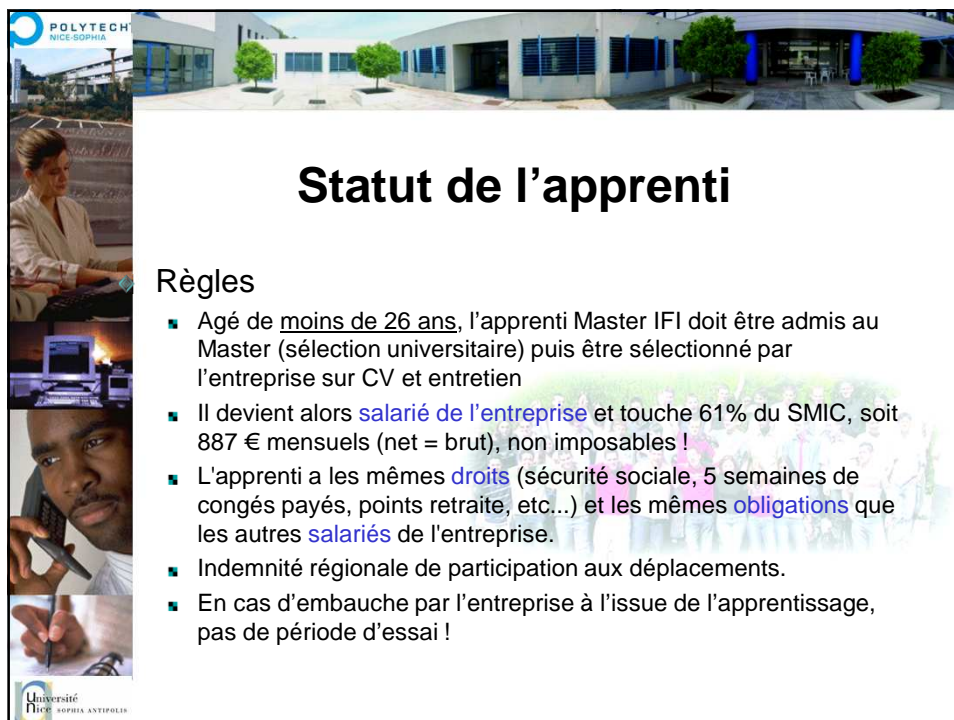 POLYTECH'
NICE-SOPHIA
Statut de l’apprenti
Règles
Agé de moins de 26 ans, l’apprenti Master IFI doit être admis au
Master (sélection universitaire) puis être sélectionné par
l’entreprise sur CV et entretien
Il devient alors salarié de l’entreprise et touche 61% du SMIC, soit
887 € mensuels (net = brut), non imposables !
L'apprenti a les mêmes droits (sécurité sociale, 5 semaines de
congés payés, points retraite, etc...) et les mêmes obligations que
les autres salariés de l'entreprise.
Indemnité régionale de participation aux déplacements.
En cas d’embauche par l’entreprise à l’issue de l’apprentissage,
pas de période d’essai !
Université
Nice SOPHIA ANTIPOLIS